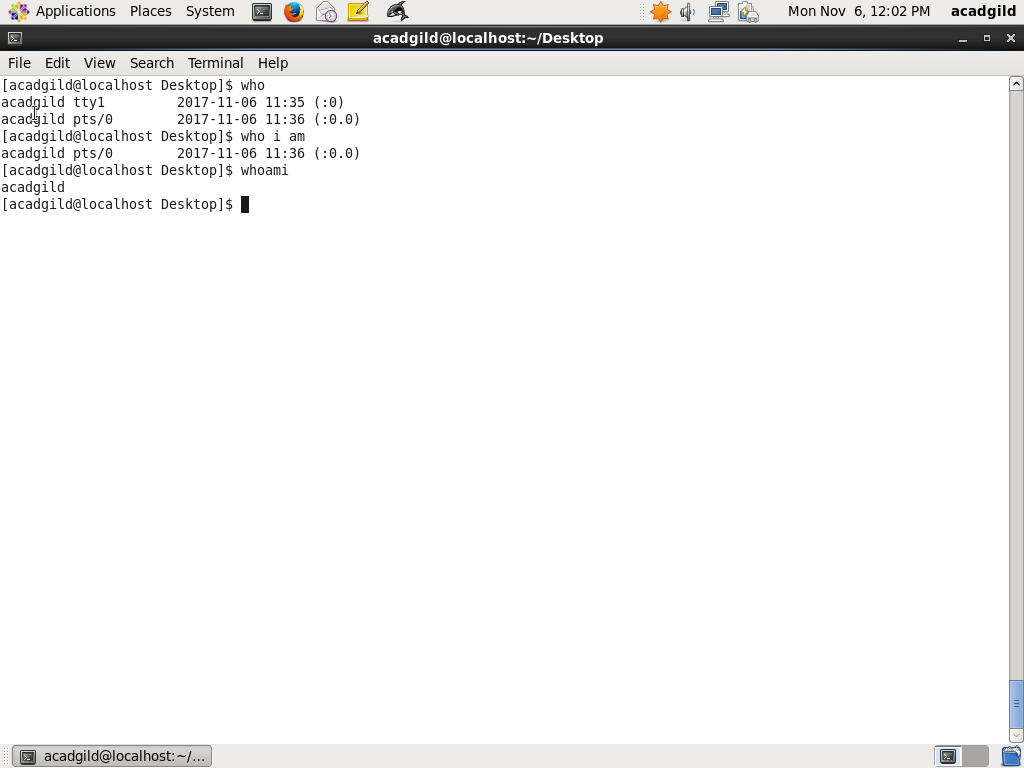 Applications Places System Mon Nov 6, 12:02 PM acadgild
acadgild@localhost:~/Desktop
File Edit View Search Terminal Help
[acadgild@localhost Desktop]$ who
acadgild tty1         2017-11-06 11:35 (:0)
acadgild pts/0        2017-11-06 11:36 (:0.0)
[acadgild@localhost Desktop]$ who i am
acadgild pts/0        2017-11-06 11:36 (:0.0)
[acadgild@localhost Desktop]$ whoami
acadgild
[acadgild@localhost Desktop]$
acadgild@localhost:~/...